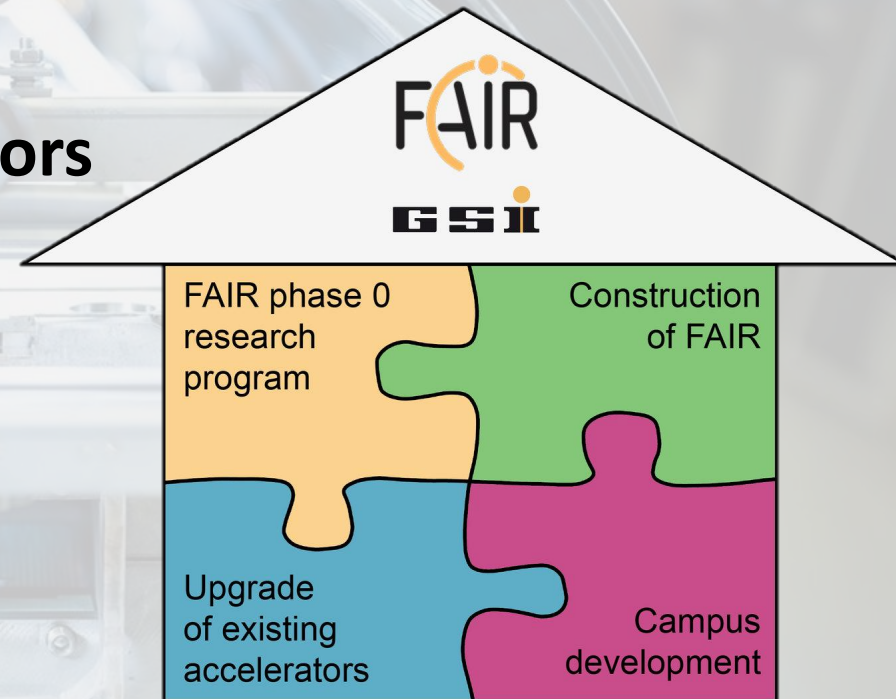 ors
FAIR
GSI
FAIR phase 0
research
program
Construction
of FAIR
Upgrade
of existing
accelerators
Campus
development